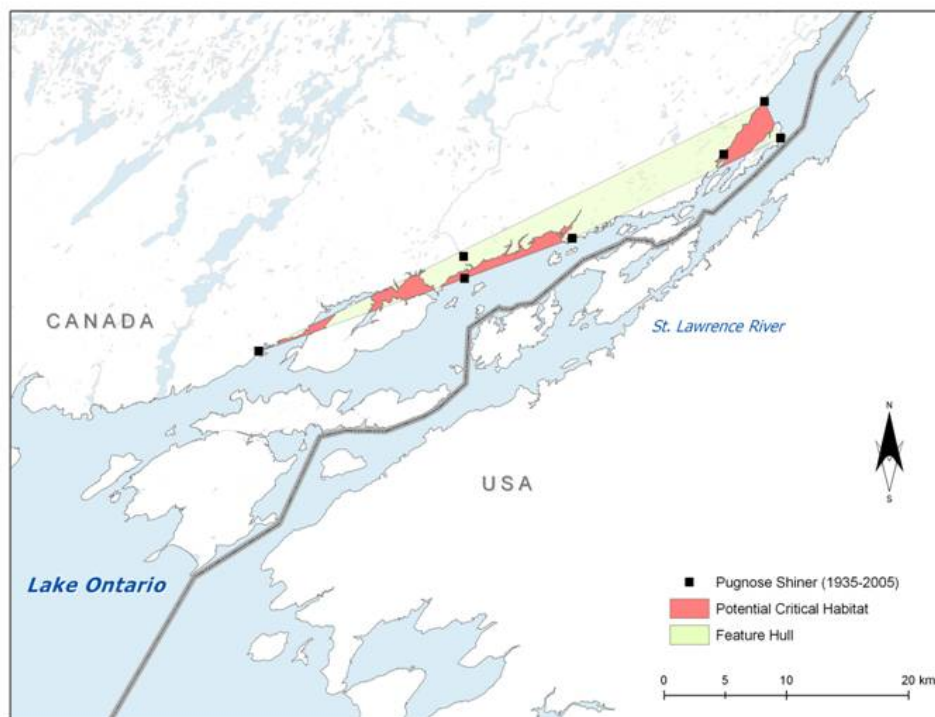 CANADA
St. Lawrence River
N
S
USA
Lake Ontario
Pugnose Shiner (1935-2005)
Potential Critical Habitat
Feature Hull
0 5 10 20 km